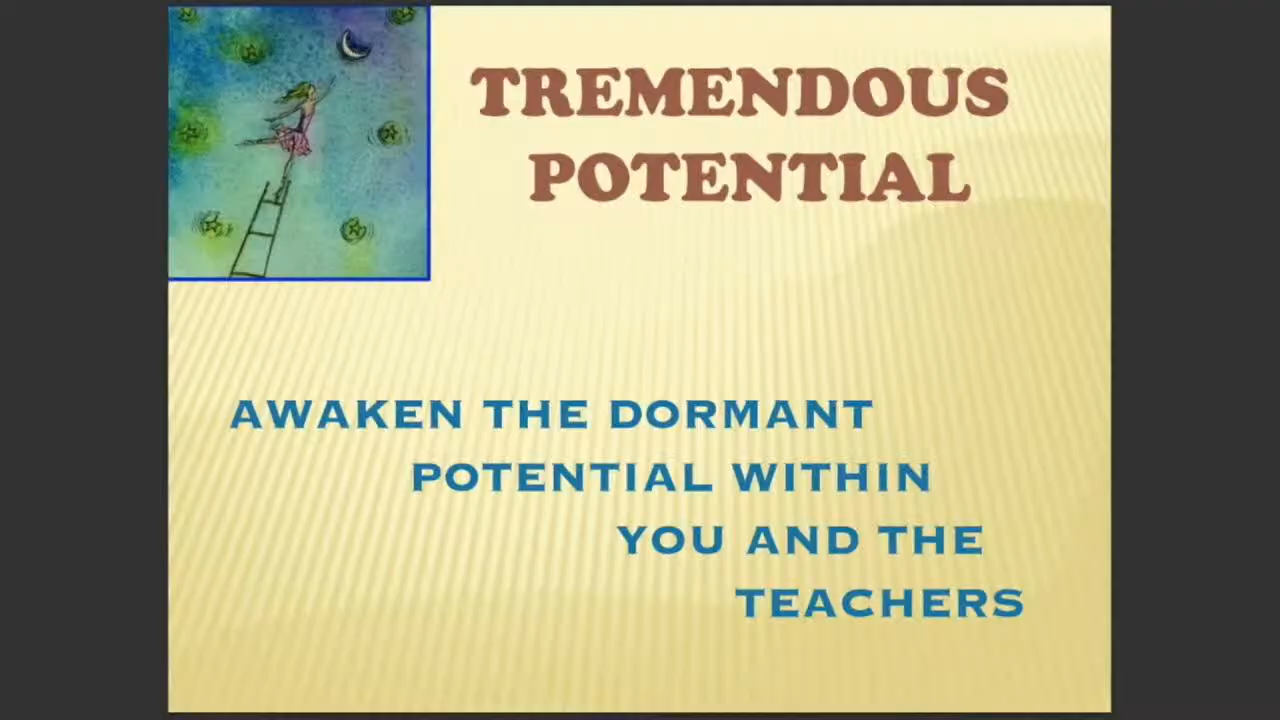 TREMENDOUS
POTENTIAL
AWAKEN THE DORMANT
POTENTIAL WITHIN
YOU AND THE
TEACHERS